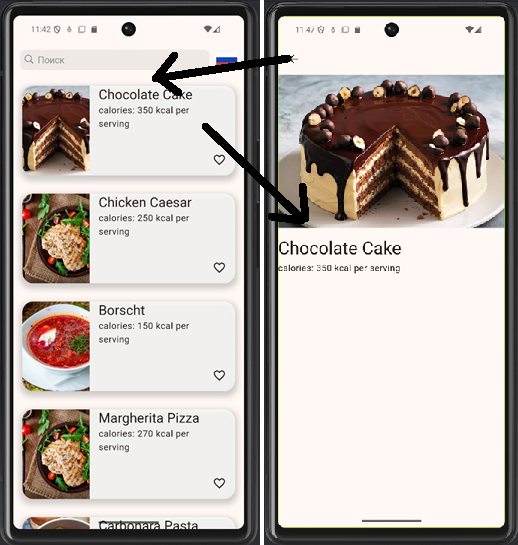 11:42
Поиск
Chocolate Cake
calories: 350 kcal per
serving
Chicken Caesar
calories: 250 kcal per
serving
Borscht
calories: 150 kcal per
serving
Margherita Pizza
calories: 270 kcal per
serving
Carbonara Pasta
11:47
Chocolate Cake
calories: 350 kcal per serving